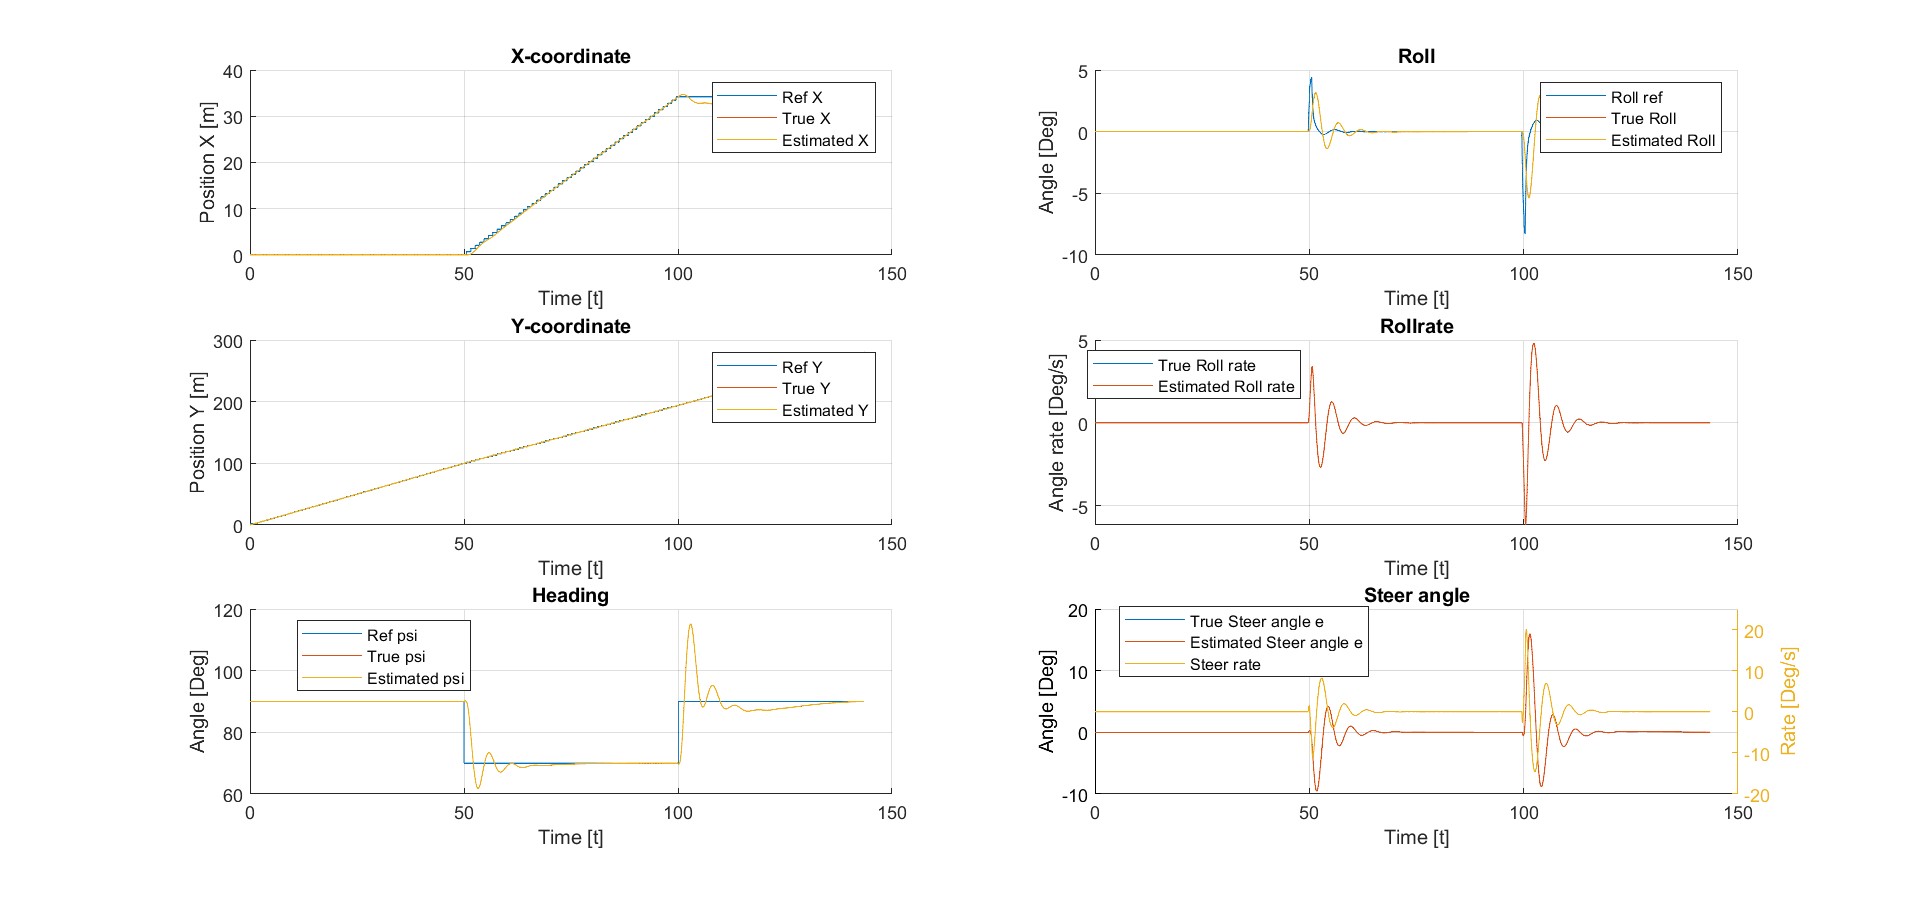 X-coordinate
40
30
20
10
0
Position X [m]
Ref X
True X
Estimated X
0
50
100
150
Time [t]
Roll
5
0
-5
-10
Angle [Deg]
Roll ref
True Roll
Estimated Roll
0
50
100
150
Time [t]
Y-coordinate
300
200
100
0
Position Y [m]
Ref Y
True Y
Estimated Y
0
50
100
150
Time [t]
Rollrate
5
0
-5
Angle rate [Deg/s]
True Roll rate
Estimated Roll rate
0
50
100
150
Time [t]
Heading
120
100
80
60
Angle [Deg]
Ref psi
True psi
Estimated psi
0
50
100
150
Time [t]
Steer angle
20
10
0
-10
Angle [Deg]
True Steer angle e
Estimated Steer angle e
Steer rate
20
10
0
-10
-20
Rate [Deg/s]
0
50
100
150
Time [t]